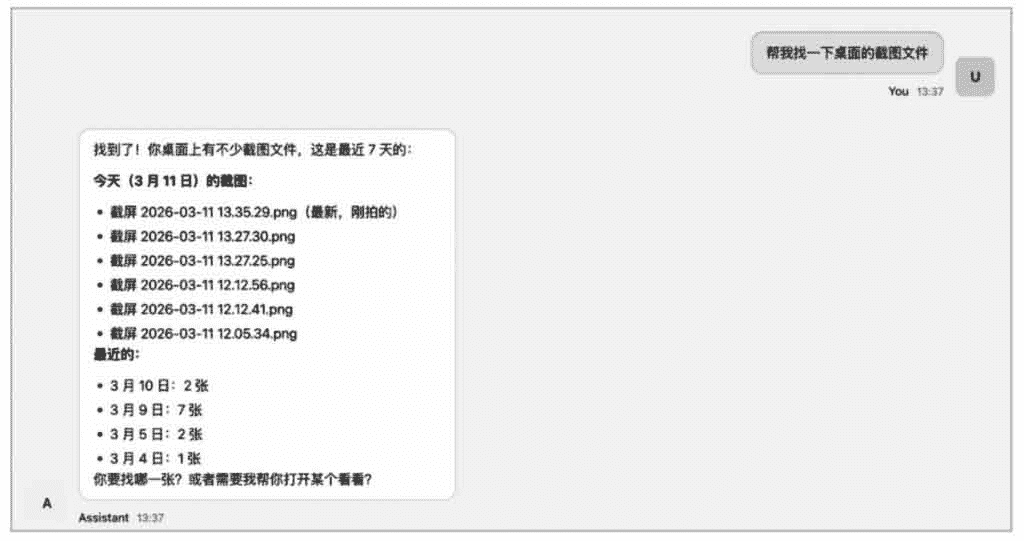 帮我找一下桌面的截图文件
U
You 13:37
找到了！你桌面上有不少截图文件，这是最近 7 天的：
今天（3 月 11 日）的截图：
• 截屏 2026-03-11 13.35.29.png（最新，刚拍的）
• 截屏 2026-03-11 13.27.30.png
• 截屏 2026-03-11 13.27.25.png
• 截屏 2026-03-11 12.12.56.png
• 截屏 2026-03-11 12.12.41.png
• 截屏 2026-03-11 12.05.34.png
最近的：
• 3 月 10 日：2 张
• 3 月 9 日：7 张
• 3 月 5 日：2 张
• 3 月 4 日：1 张
你要找哪一张？或者需要我帮你打开某个看看？
A
Assistant 13:37